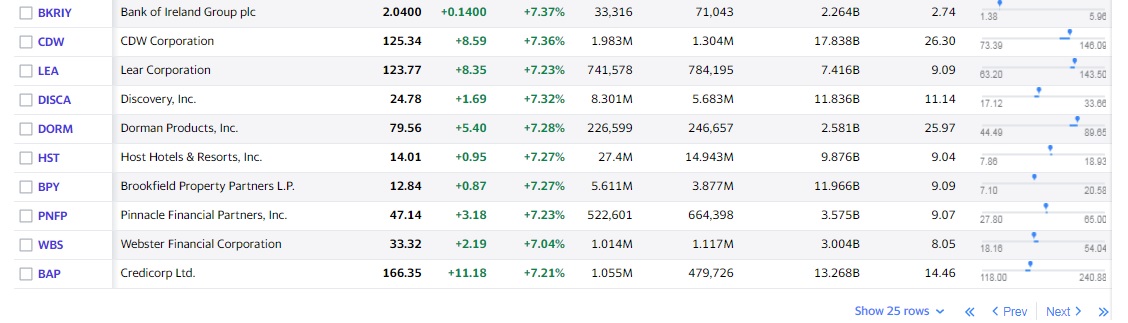 BKRIY Bank of Ireland Group plc 2.0400 +0.1400 +7.37% 33,316 71,043 2.264B 2.74 1.38 5.96
CDW CDW Corporation 125.34 +8.59 +7.36% 1.983M 1.304M 17.838B 26.30 73.39 146.09
LEA Lear Corporation 123.77 +8.35 +7.23% 741,578 784,195 7.416B 9.09 63.20 143.50
DISCA Discovery, Inc. 24.78 +1.69 +7.32% 8.301M 5.683M 11.836B 11.14 17.12 33.66
DORM Dorman Products, Inc. 79.56 +5.40 +7.28% 226,599 246,657 2.581B 25.97 44.49 89.65
HST Host Hotels & Resorts, Inc. 14.01 +0.95 +7.27% 27.4M 14.943M 9.876B 9.04 7.86 18.93
BPY Brookfield Property Partners L.P. 12.84 +0.87 +7.27% 5.611M 3.877M 11.966B 9.09 7.10 20.58
PNFP Pinnacle Financial Partners, Inc. 47.14 +3.18 +7.23% 522,601 664,398 3.575B 9.07 27.80 65.00
WBS Webster Financial Corporation 33.32 +2.19 +7.04% 1.014M 1.117M 3.004B 8.05 18.16 54.04
BAP Credicorp Ltd. 166.35 +11.18 +7.21% 1.055M 479,726 13.268B 14.46 118.00 240.88
Show 25 rows Prev Next